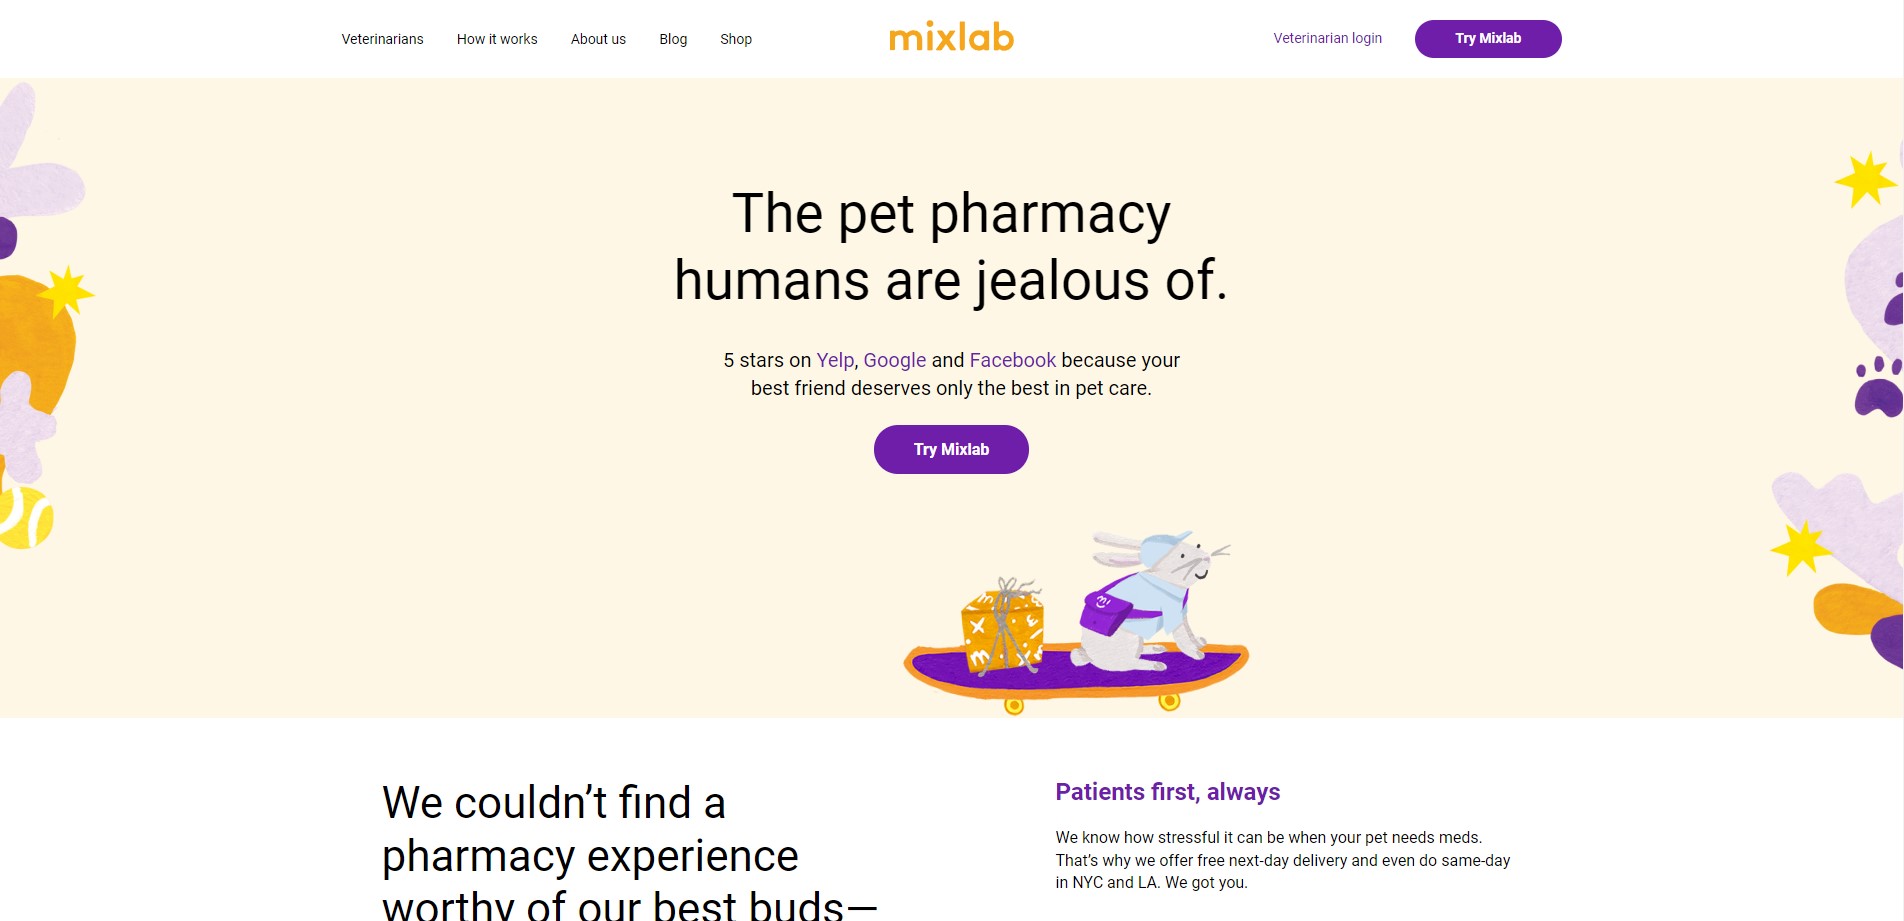 Veterinarians
How it works
About us
Blog
Shop
mixlab
Veterinarian login
Try Mixlab
The pet pharmacy
humans are jealous of.
5 stars on Yelp, Google and Facebook because your
best friend deserves only the best in pet care.
Try Mixlab
We couldn’t find a
pharmacy experience
worthy of our best buds—
Patients first, always
We know how stressful it can be when your pet needs meds.
That’s why we offer free next-day delivery and even do same-day
in NYC and LA. We got you.